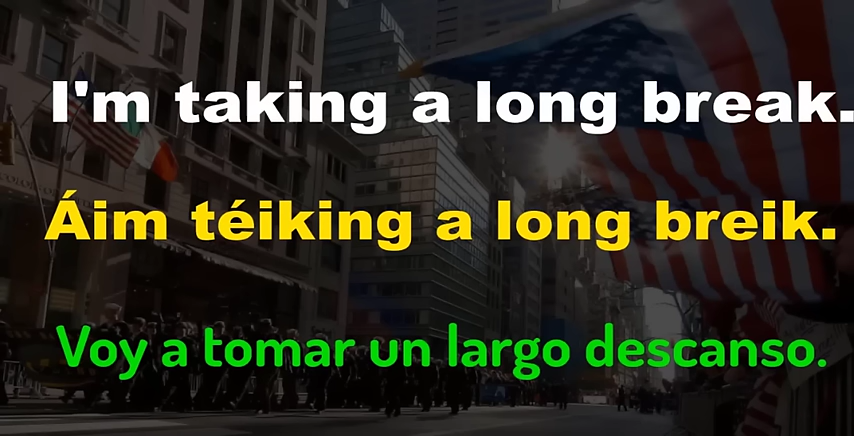 I'm taking a long break.
Áim téiking a long breik.
Voy a tomar un largo descanso.